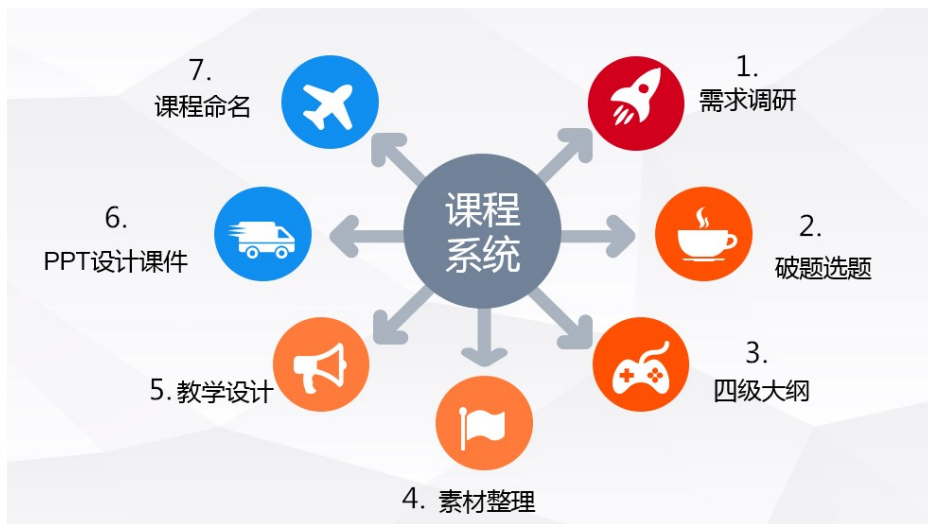 课程
系统
1.
需求调研
2.
破题选题
3.
四级大纲
4. 素材整理
5. 教学设计
6.
PPT设计课件
7.
课程命名